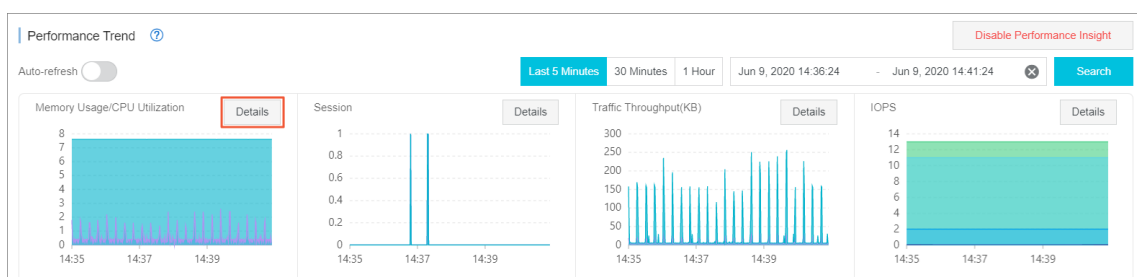 Performance Trend ?
Disable Performance Insight
Auto-refresh
Last 5 Minutes 30 Minutes 1 Hour Jun 9, 2020 14:36:24 - Jun 9, 2020 14:41:24 Search
Memory Usage/CPU Utilization Details
8
7
6
5
4
3
2
1
0
14:35 14:37 14:39
Session Details
1
0.8
0.6
0.4
0.2
0
14:35 14:37 14:39
Traffic Throughput(KB) Details
300
250
200
150
100
50
0
14:35 14:37 14:39
IOPS Details
14
12
10
8
6
4
2
0
14:35 14:37 14:39